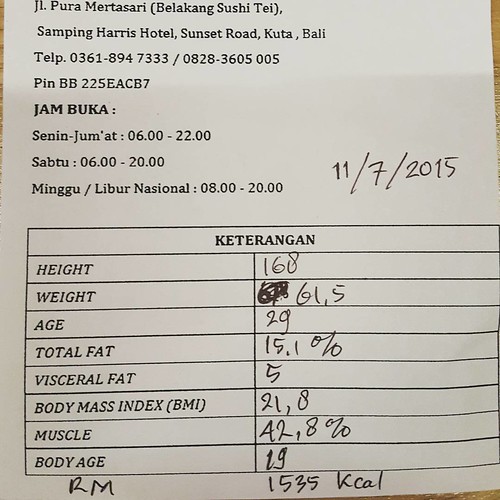 Jl. Pura Mertasari (Belakang Sushi Tei),
Samping Harris Hotel, Sunset Road, Kuta , Bali
Telp. 0361-894 7333 / 0828-3605 005
Pin BB 225EACB7
JAM BUKA :
Senin-Jum'at : 06.00 - 22.00
Sabtu : 06.00 - 20.00
Minggu / Libur Nasional : 08.00 - 20.00
11/7/2015
KETERANGAN
HEIGHT 168
WEIGHT 61,5
AGE 29
TOTAL FAT 15.1 %
VISCERAL FAT 5
BODY MASS INDEX (BMI) 21,8
MUSCLE 42,8%
BODY AGE 19
RM 1535 Kcal